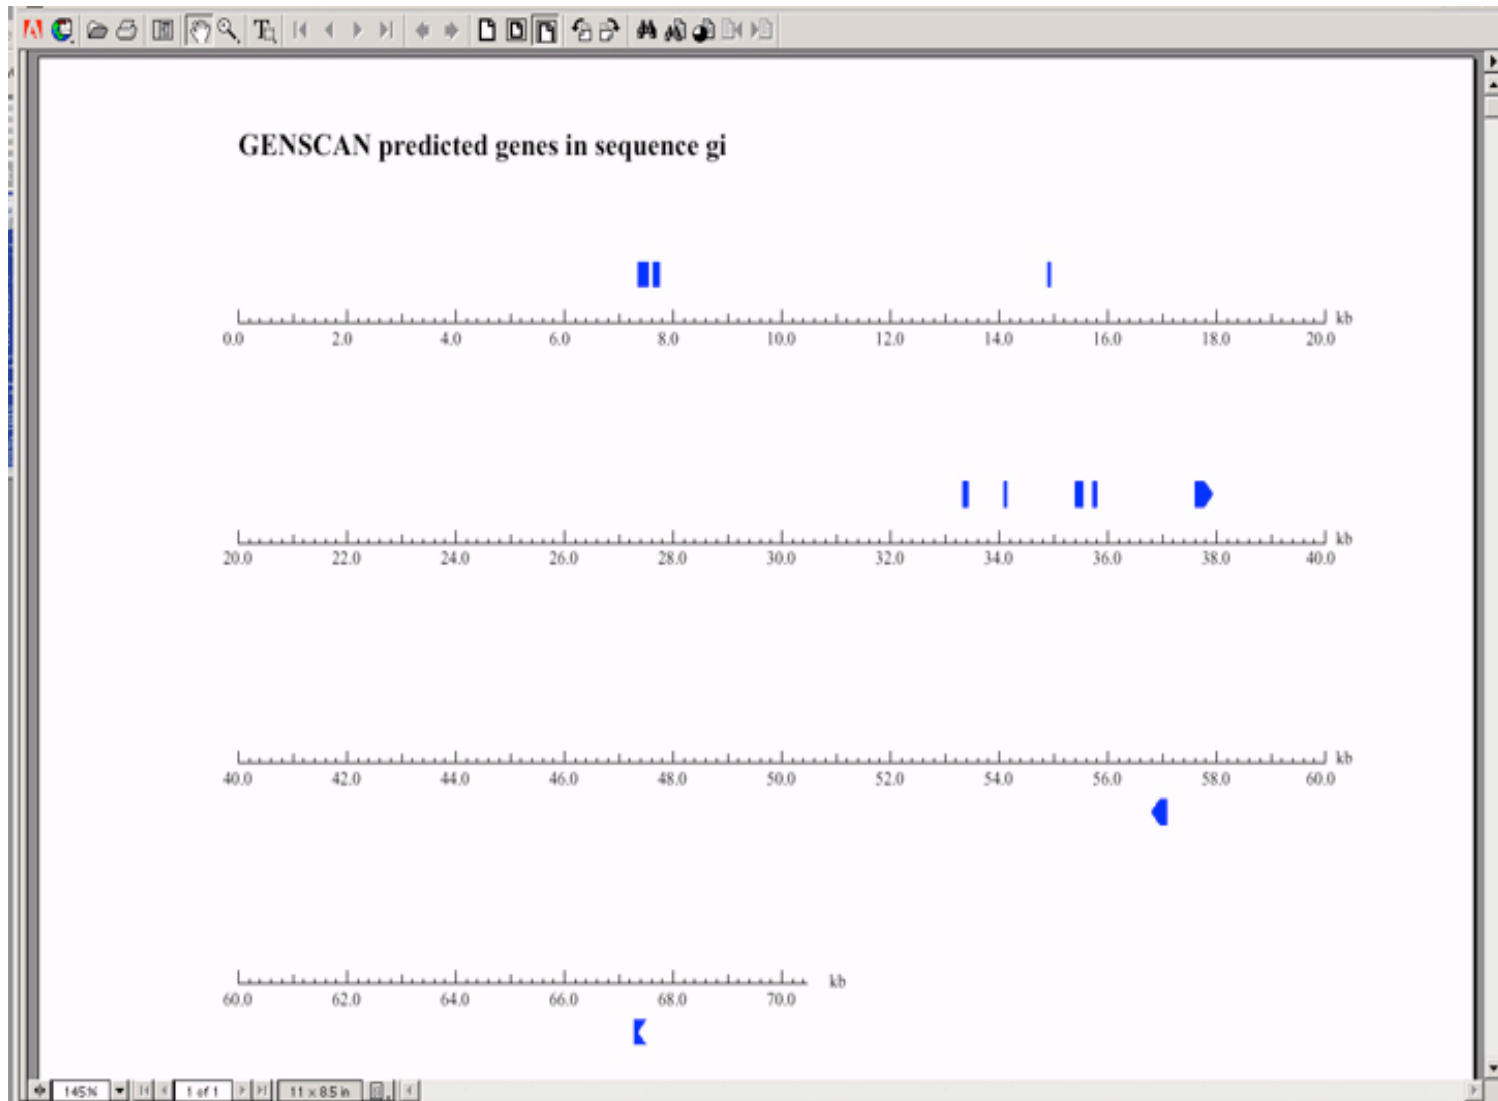 GENSCAN predicted genes in sequence gi
kb
0.0 2.0 4.0 6.0 8.0 10.0 12.0 14.0 16.0 18.0 20.0
kb
20.0 22.0 24.0 26.0 28.0 30.0 32.0 34.0 36.0 38.0 40.0
kb
40.0 42.0 44.0 46.0 48.0 50.0 52.0 54.0 56.0 58.0 60.0
kb
60.0 62.0 64.0 66.0 68.0 70.0
145% 1 of 1 11 x 8.5 in